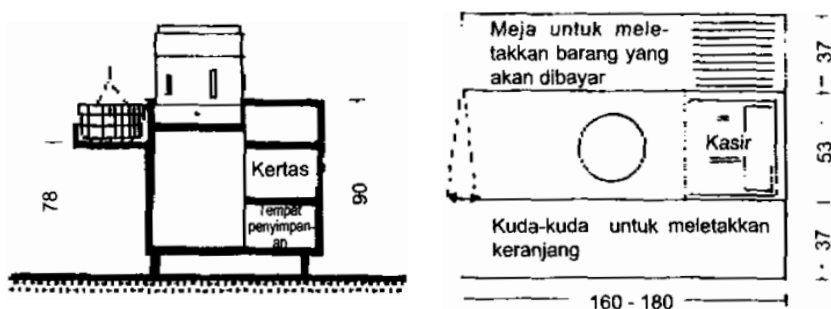 Kertas
Tempat
penyimpan-
an
78
90
Meja untuk mele-
takkan barang yang
akan dibayar
Kasir
Kuda-kuda untuk meletakkan
keranjang
37
53
37
160 - 180